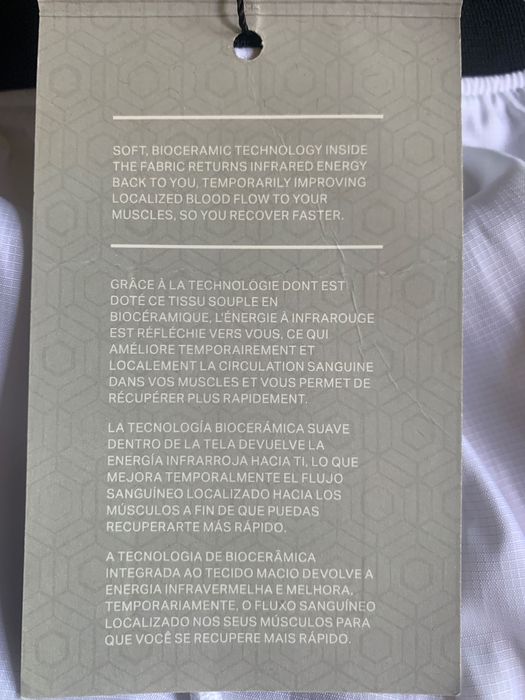 SOFT, BIOCERAMIC TECHNOLOGY INSIDE
THE FABRIC RETURNS INFRARED ENERGY
BACK TO YOU, TEMPORARILY IMPROVING
LOCALIZED BLOOD FLOW TO YOUR
MUSCLES, SO YOU RECOVER FASTER.
GRÂCE À LA TECHNOLOGIE DONT EST
DOTÉ CE TISSU SOUPLE EN
BIOCÉRAMIQUE, L'ÉNERGIE À INFRAROUGE
EST RÉFLÉCHIE VERS VOUS, CE QUI
AMÉLIORE TEMPORAIREMENT ET
LOCALEMENT LA CIRCULATION SANGUINE
DANS VOS MUSCLES ET VOUS PERMET DE
RÉCUPÉRER PLUS RAPIDEMENT.
LA TECNOLOGÍA BIOCERÁMICA SUAVE
DENTRO DE LA TELA DEVUELVE LA
ENERGÍA INFRARROJA HACIA TI, LO QUE
MEJORA TEMPORALMENTE EL FLUJO
SANGUÍNEO LOCALIZADO HACIA LOS
MÚSCULOS A FIN DE QUE PUEDAS
RECUPERARTE MÁS RÁPIDO.
A TECNOLOGIA DE BIOCERÂMICA
INTEGRADA AO TECIDO MACIO DEVOLVE A
ENERGIA INFRAVERMELHA E MELHORA,
TEMPORARIAMENTE, O FLUXO SANGUÍNEO
LOCALIZADO NOS SEUS MÚSCULOS PARA
QUE VOCÊ SE RECUPERE MAIS RÁPIDO.